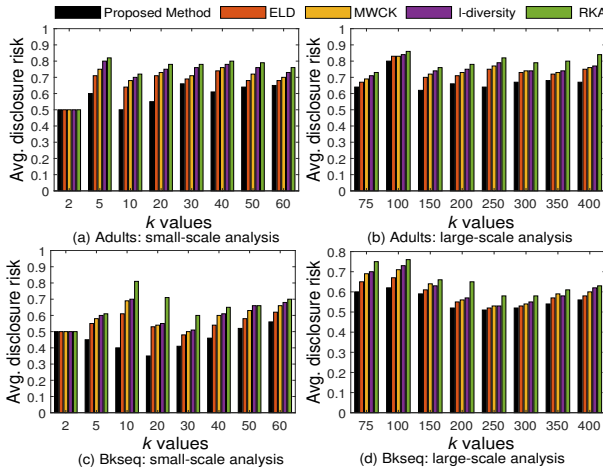 Proposed Method ELD MWCK l-diversity RKA
Avg. disclosure risk
1
0.9
0.8
0.7
0.6
0.5
0.4
0.3
0.2
0.1
0
2 5 10 20 30 40 50 60
k values
(a) Adults: small-scale analysis
Avg. disclosure risk
1
0.9
0.8
0.7
0.6
0.5
0.4
0.3
0.2
0.1
0
75 100 150 200 250 300 350 400
k values
(b) Adults: large-scale analysis
Avg. disclosure risk
1
0.9
0.8
0.7
0.6
0.5
0.4
0.3
0.2
0.1
0
2 5 10 20 30 40 50 60
k values
(c) Bkseq: small-scale analysis
Avg. disclosure risk
0.8
0.7
0.6
0.5
0.4
0.3
0.2
0.1
0
75 100 150 200 250 300 350 400
k values
(d) Bkseq: large-scale analysis